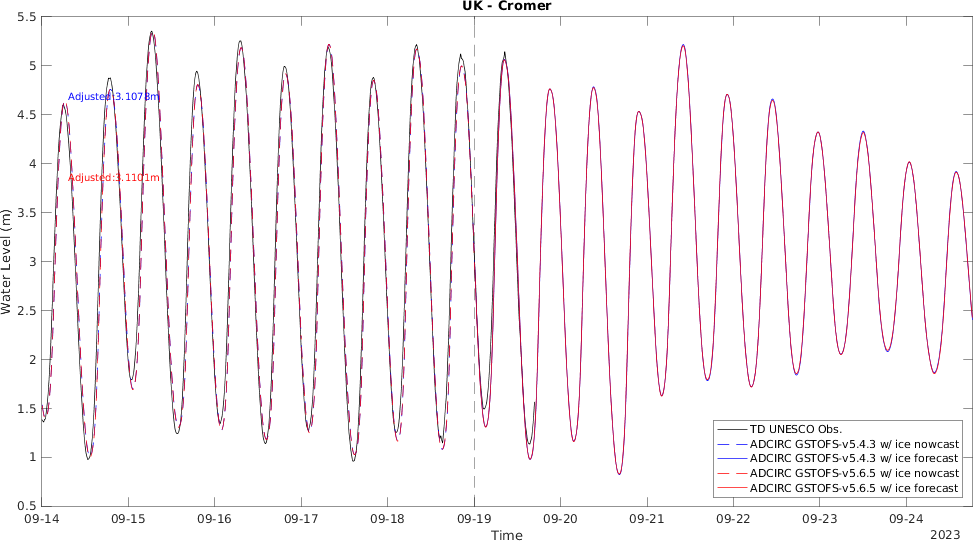 UK - Cromer
5.5
5
4.5
4
3.5
3
2.5
2
1.5
1
0.5
Water Level (m)
Adjusted:3.1078m
Adjusted:3.1101m
TD UNESCO Obs.
ADCIRC GSTOFS-v5.4.3 w/ ice nowcast
ADCIRC GSTOFS-v5.4.3 w/ ice forecast
ADCIRC GSTOFS-v5.6.5 w/ ice nowcast
ADCIRC GSTOFS-v5.6.5 w/ ice forecast
09-14 09-15 09-16 09-17 09-18 09-19 09-20 09-21 09-22 09-23 09-24
Time
2023